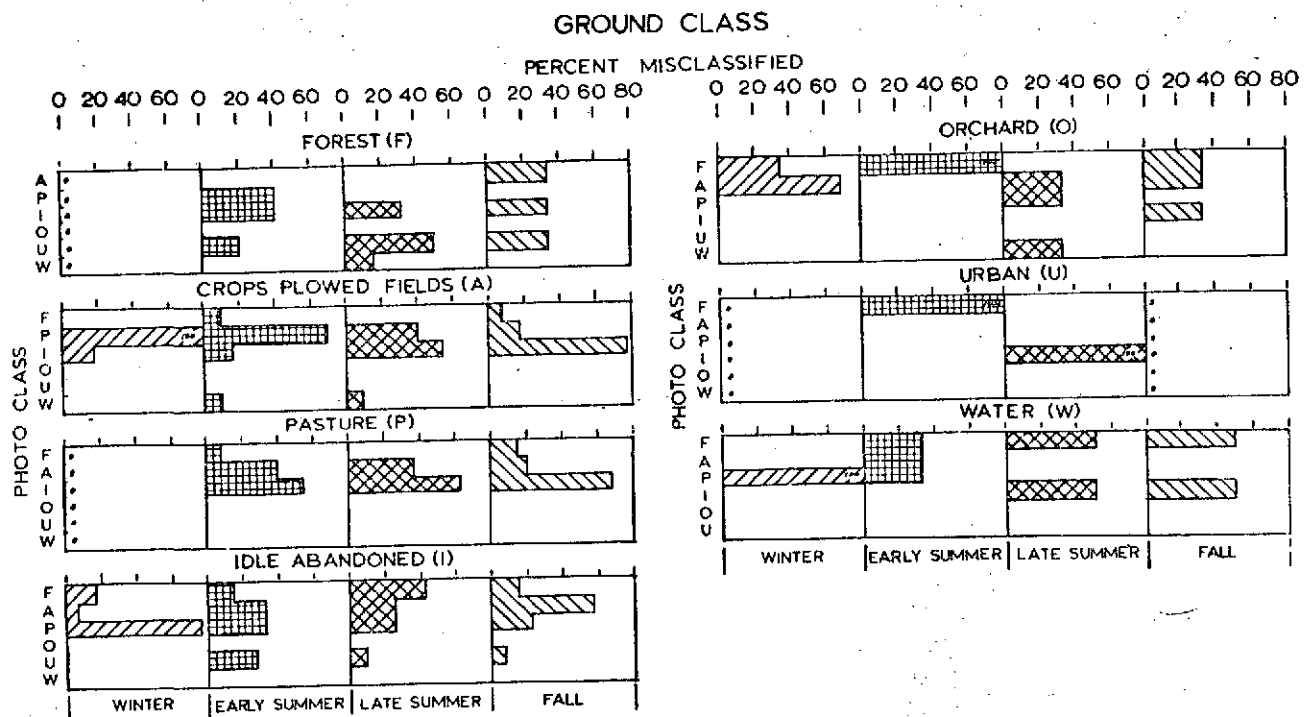 GROUND CLASS
PERCENT MISCLASSIFIED
0 20 40 60 0 20 40 60 0 20 40 60 0 20 40 60 80
FOREST (F)
A P I O U W
CROPS PLOWED FIELDS (A)
F P I O U W
PHOTO CLASS
PASTURE (P)
F A I O U W
IDLE ABANDONED (I)
F A P O U W
WINTER EARLY SUMMER LATE SUMMER FALL
0 20 40 60 0 20 40 60 0 20 40 60 0 20 40 60 80
ORCHARD (O)
F A P I U W
URBAN (U)
F A P I O W
PHOTO CLASS
WATER (W)
F A P I O U
WINTER EARLY SUMMER LATE SUMMER FALL